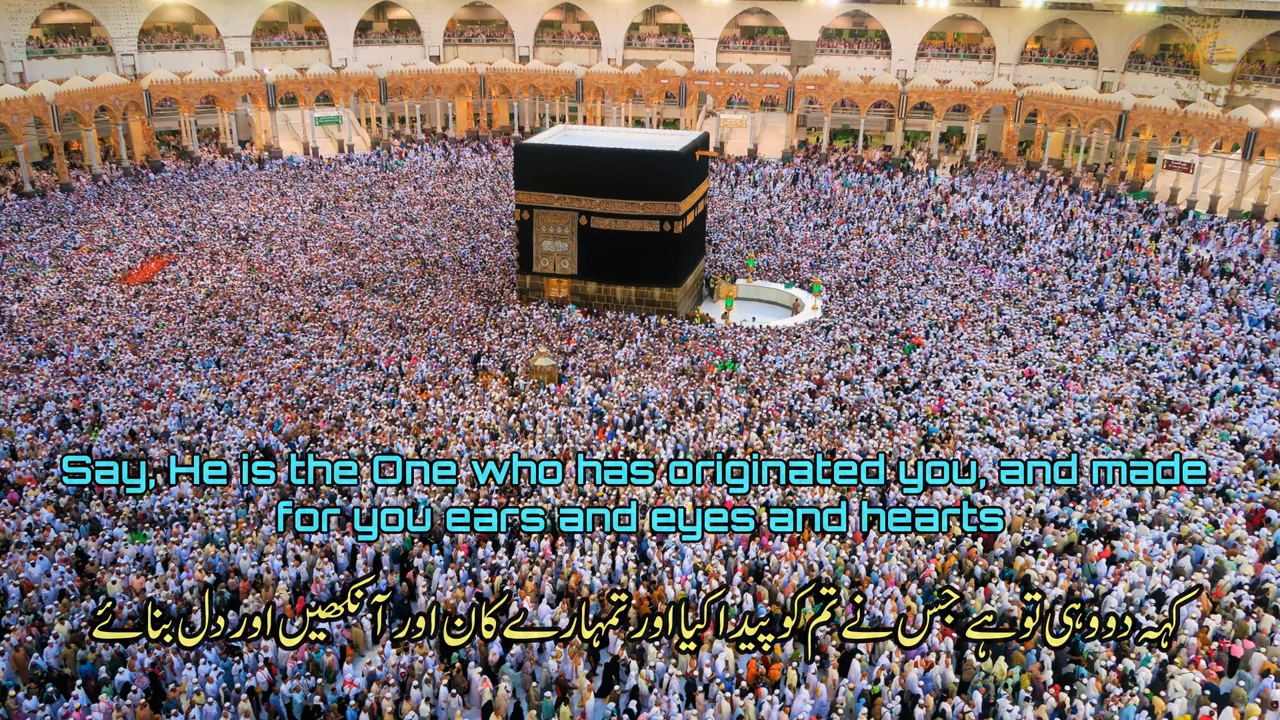 Say, He is the One who has originated you, and made
for you ears and eyes and hearts
کہہ دو وہی تو ہے جس نے تم کو پیدا کیا اور تمہارے کان اور آنکھیں اور دل بنائے